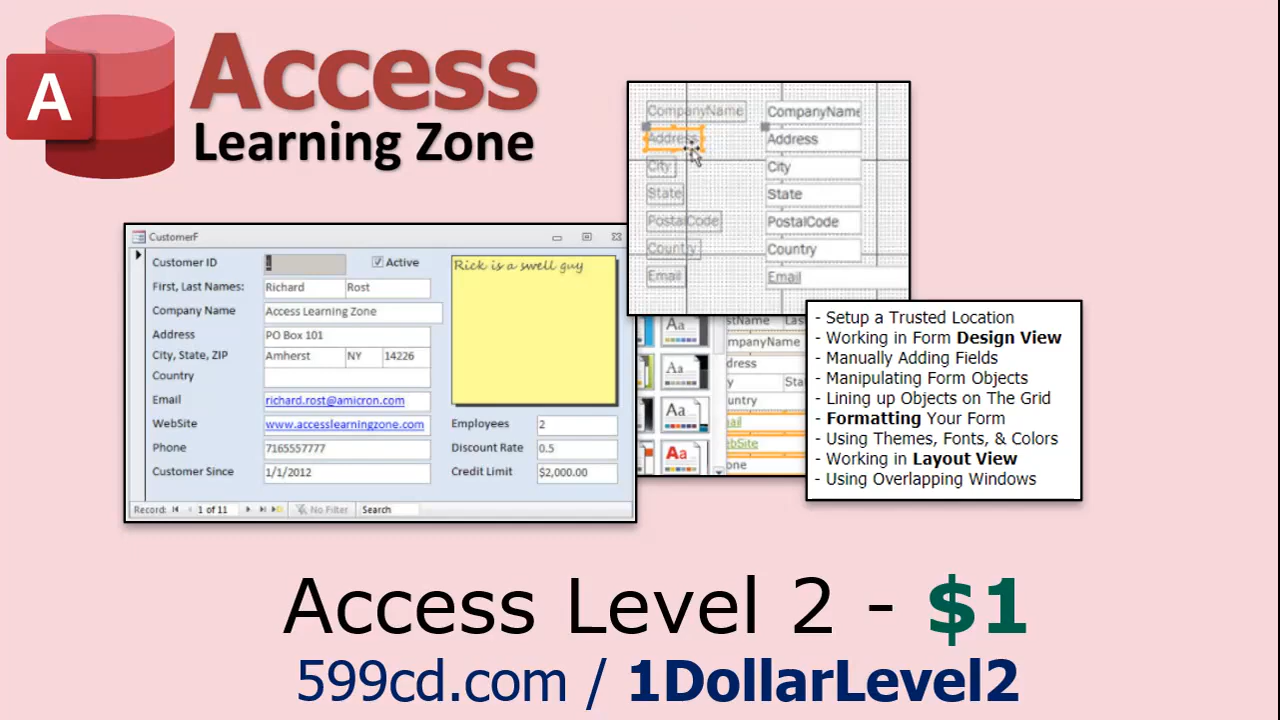 A
Access
Learning Zone
CompanyName CompanyName
Address Address
City City
State State
PostalCode PostalCode
Country Country
Email Email
CustomerF
Customer ID Active
First, Last Names: Richard Rost
Company Name Access Learning Zone
Address PO Box 101
City, State, ZIP Amherst NY 14226
Country
Email richard.rost@amicron.com
WebSite www.accesslearningzone.com
Phone 7165557777
Customer Since 1/1/2012
Rick is a swell guy
Employees 2
Discount Rate 0.5
Credit Limit $2,000.00
Record: 1 of 11 No Filter Search
Aa
Aa
Aa
Aa
- Setup a Trusted Location
- Working in Form Design View
- Manually Adding Fields
- Manipulating Form Objects
- Lining up Objects on The Grid
- Formatting Your Form
- Using Themes, Fonts, & Colors
- Working in Layout View
- Using Overlapping Windows
Access Level 2 - $1
599cd.com / 1DollarLevel2